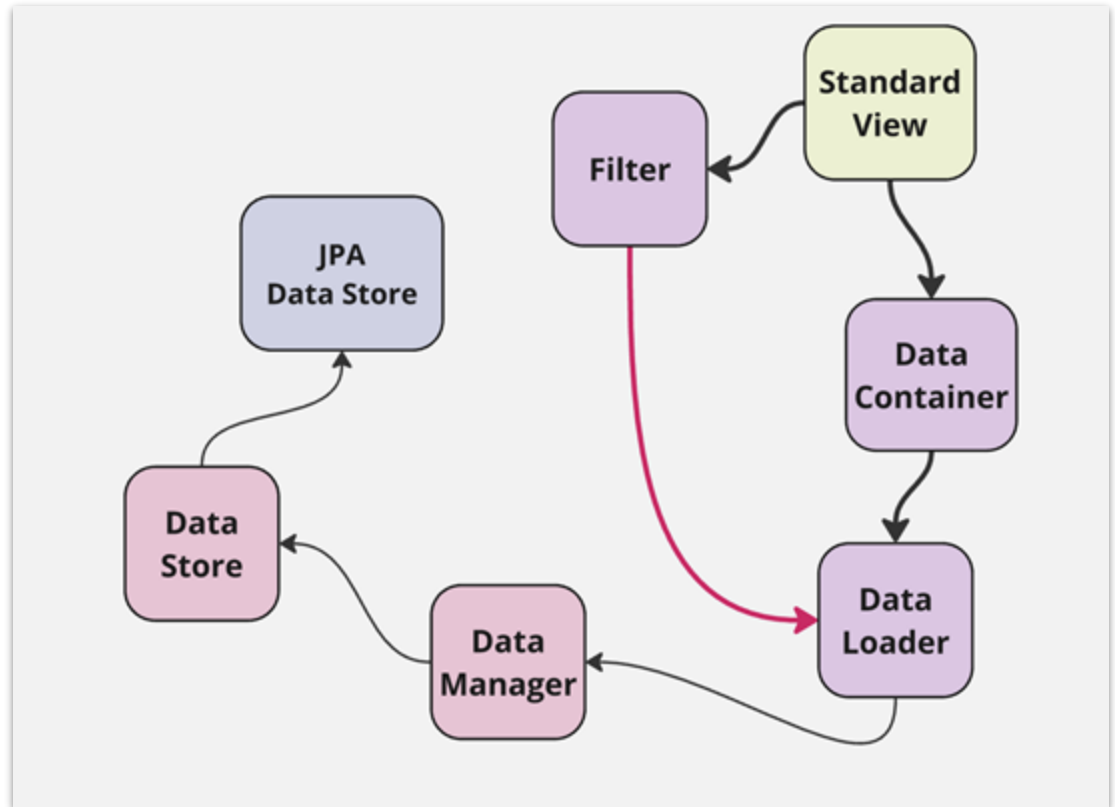 Standard
View
Filter
JPA
Data Store
Data
Container
Data
Store
Data
Loader
Data
Manager